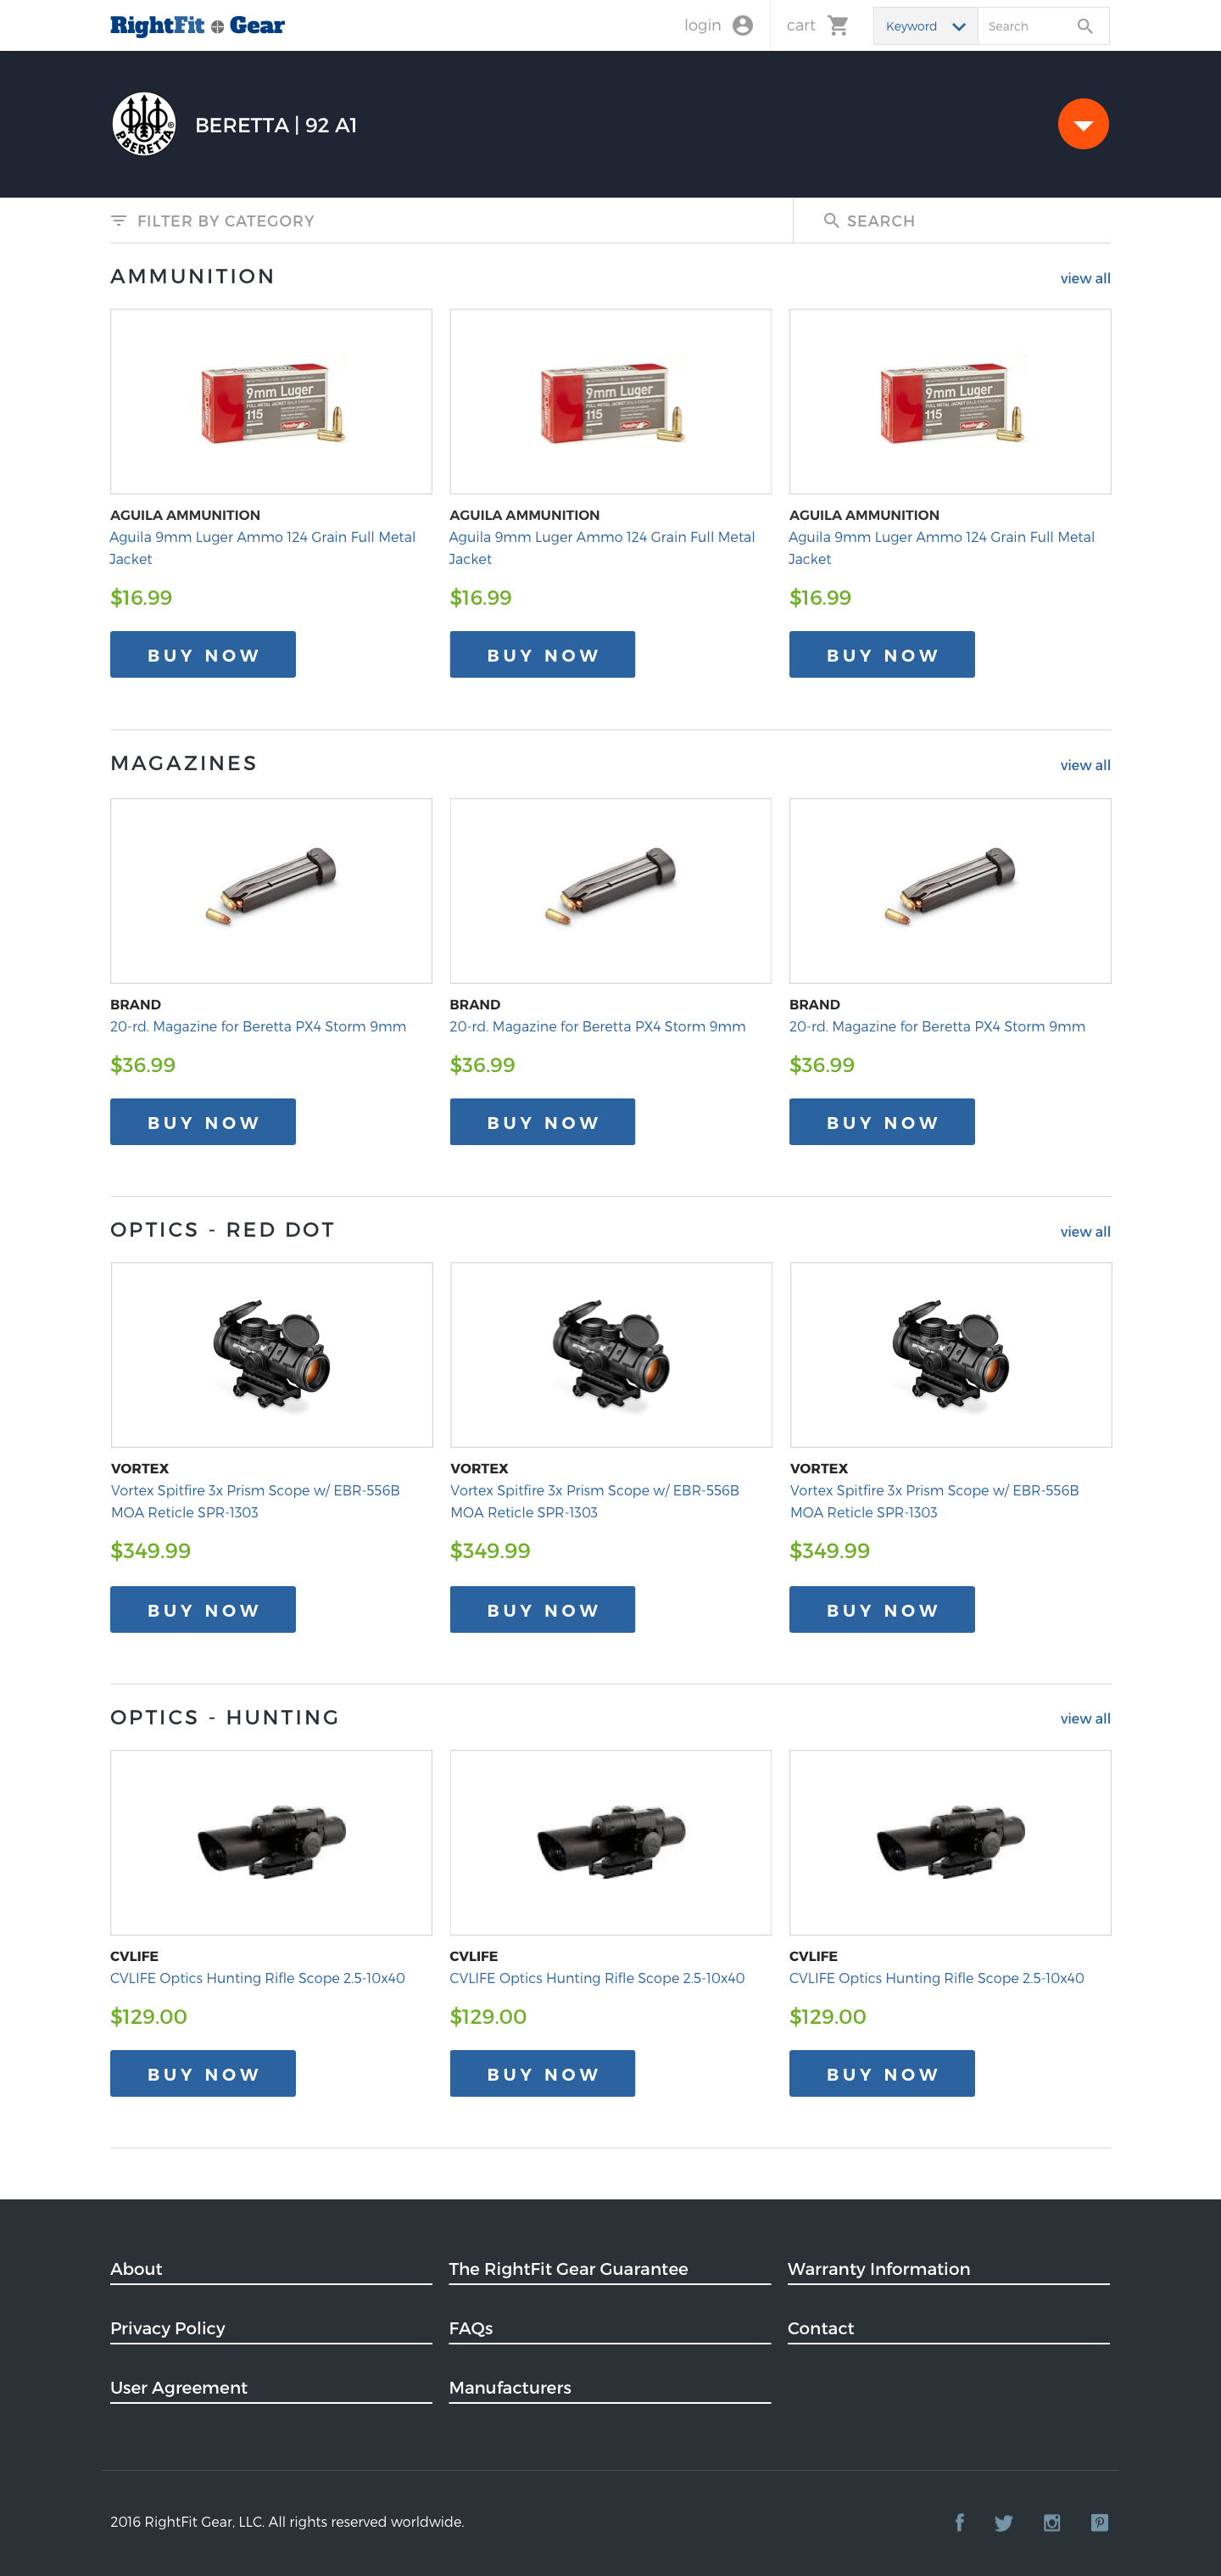 RightFit Gear
login
cart
Keyword
Search
P.BERETTA
BERETTA | 92 A1
FILTER BY CATEGORY
SEARCH
AMMUNITION
view all
9mm Luger
115
9mm Luger
115
9mm Luger
115
AGUILA AMMUNITION
Aguila 9mm Luger Ammo 124 Grain Full Metal
Jacket
$16.99
BUY NOW
AGUILA AMMUNITION
Aguila 9mm Luger Ammo 124 Grain Full Metal
Jacket
$16.99
BUY NOW
AGUILA AMMUNITION
Aguila 9mm Luger Ammo 124 Grain Full Metal
Jacket
$16.99
BUY NOW
MAGAZINES
view all
BRAND
20-rd. Magazine for Beretta PX4 Storm 9mm
$36.99
BUY NOW
BRAND
20-rd. Magazine for Beretta PX4 Storm 9mm
$36.99
BUY NOW
BRAND
20-rd. Magazine for Beretta PX4 Storm 9mm
$36.99
BUY NOW
OPTICS - RED DOT
view all
VORTEX
Vortex Spitfire 3x Prism Scope w/ EBR-556B
MOA Reticle SPR-1303
$349.99
BUY NOW
VORTEX
Vortex Spitfire 3x Prism Scope w/ EBR-556B
MOA Reticle SPR-1303
$349.99
BUY NOW
VORTEX
Vortex Spitfire 3x Prism Scope w/ EBR-556B
MOA Reticle SPR-1303
$349.99
BUY NOW
OPTICS - HUNTING
view all
CVLIFE
CVLIFE Optics Hunting Rifle Scope 2.5-10x40
$129.00
BUY NOW
CVLIFE
CVLIFE Optics Hunting Rifle Scope 2.5-10x40
$129.00
BUY NOW
CVLIFE
CVLIFE Optics Hunting Rifle Scope 2.5-10x40
$129.00
BUY NOW
About
The RightFit Gear Guarantee
Warranty Information
Privacy Policy
FAQs
Contact
User Agreement
Manufacturers
2016 RightFit Gear, LLC. All rights reserved worldwide.